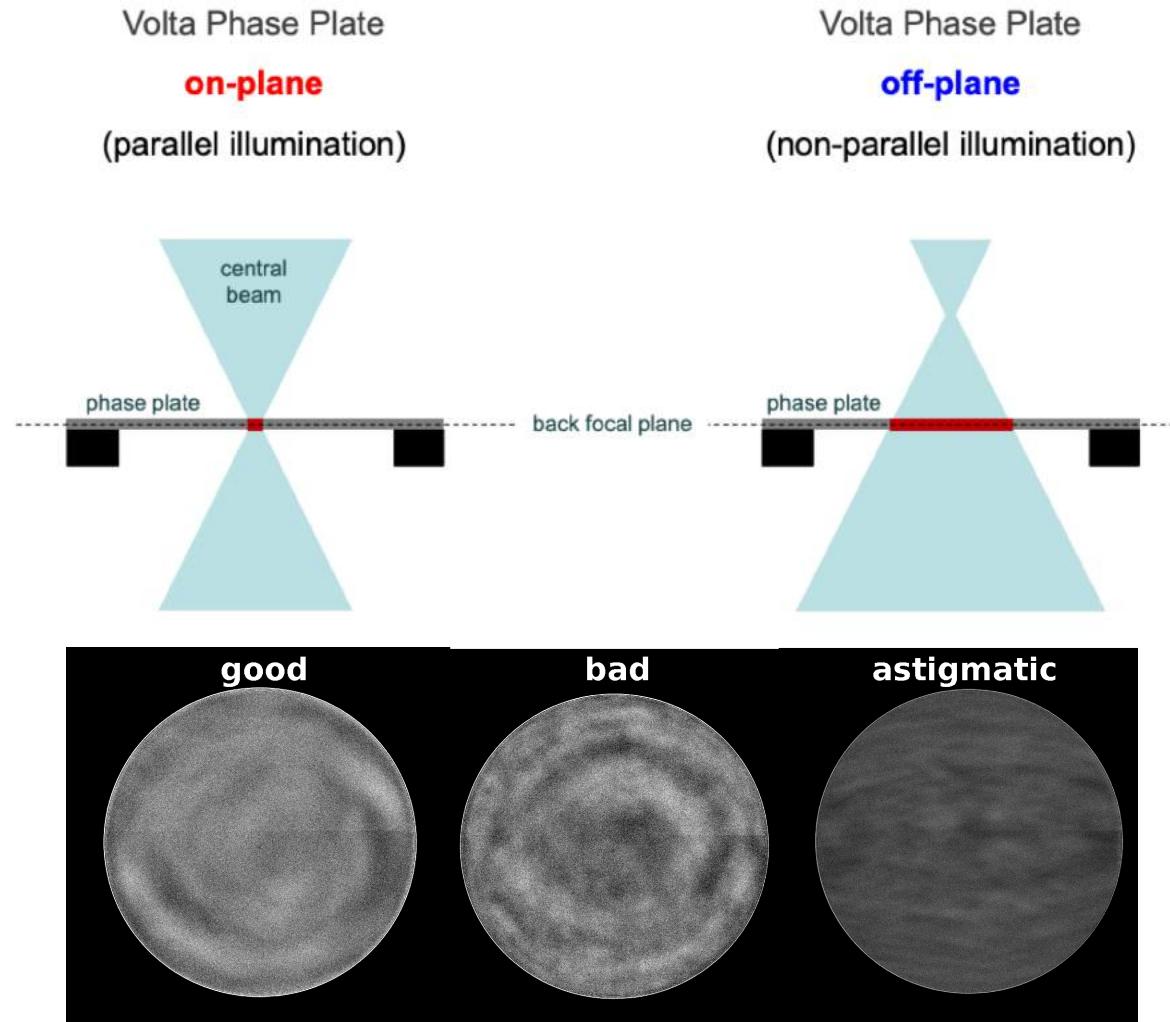 Volta Phase Plate
on-plane
(parallel illumination)
central
beam
phase plate
back focal plane
Volta Phase Plate
off-plane
(non-parallel illumination)
phase plate
good
bad
astigmatic